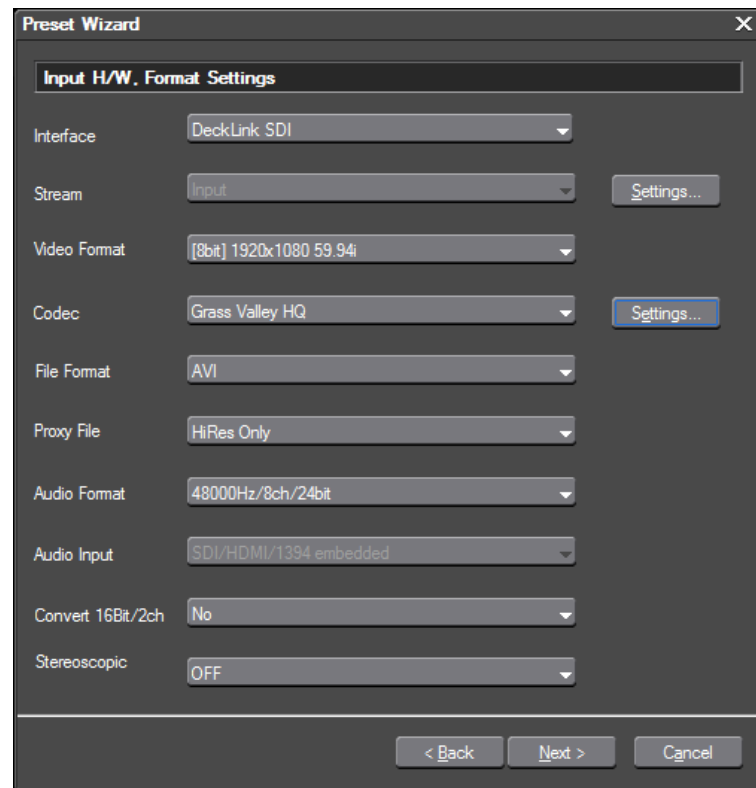 Preset Wizard
Input H/W, Format Settings
Interface DeckLink SDI
Stream Input Settings...
Video Format [8bit] 1920x1080 59.94i
Codec Grass Valley HQ Settings...
File Format AVI
Proxy File HiRes Only
Audio Format 48000Hz/8ch/24bit
Audio Input SDI/HDMI/1394 embedded
Convert 16Bit/2ch No
Stereoscopic OFF
< Back Next > Cancel